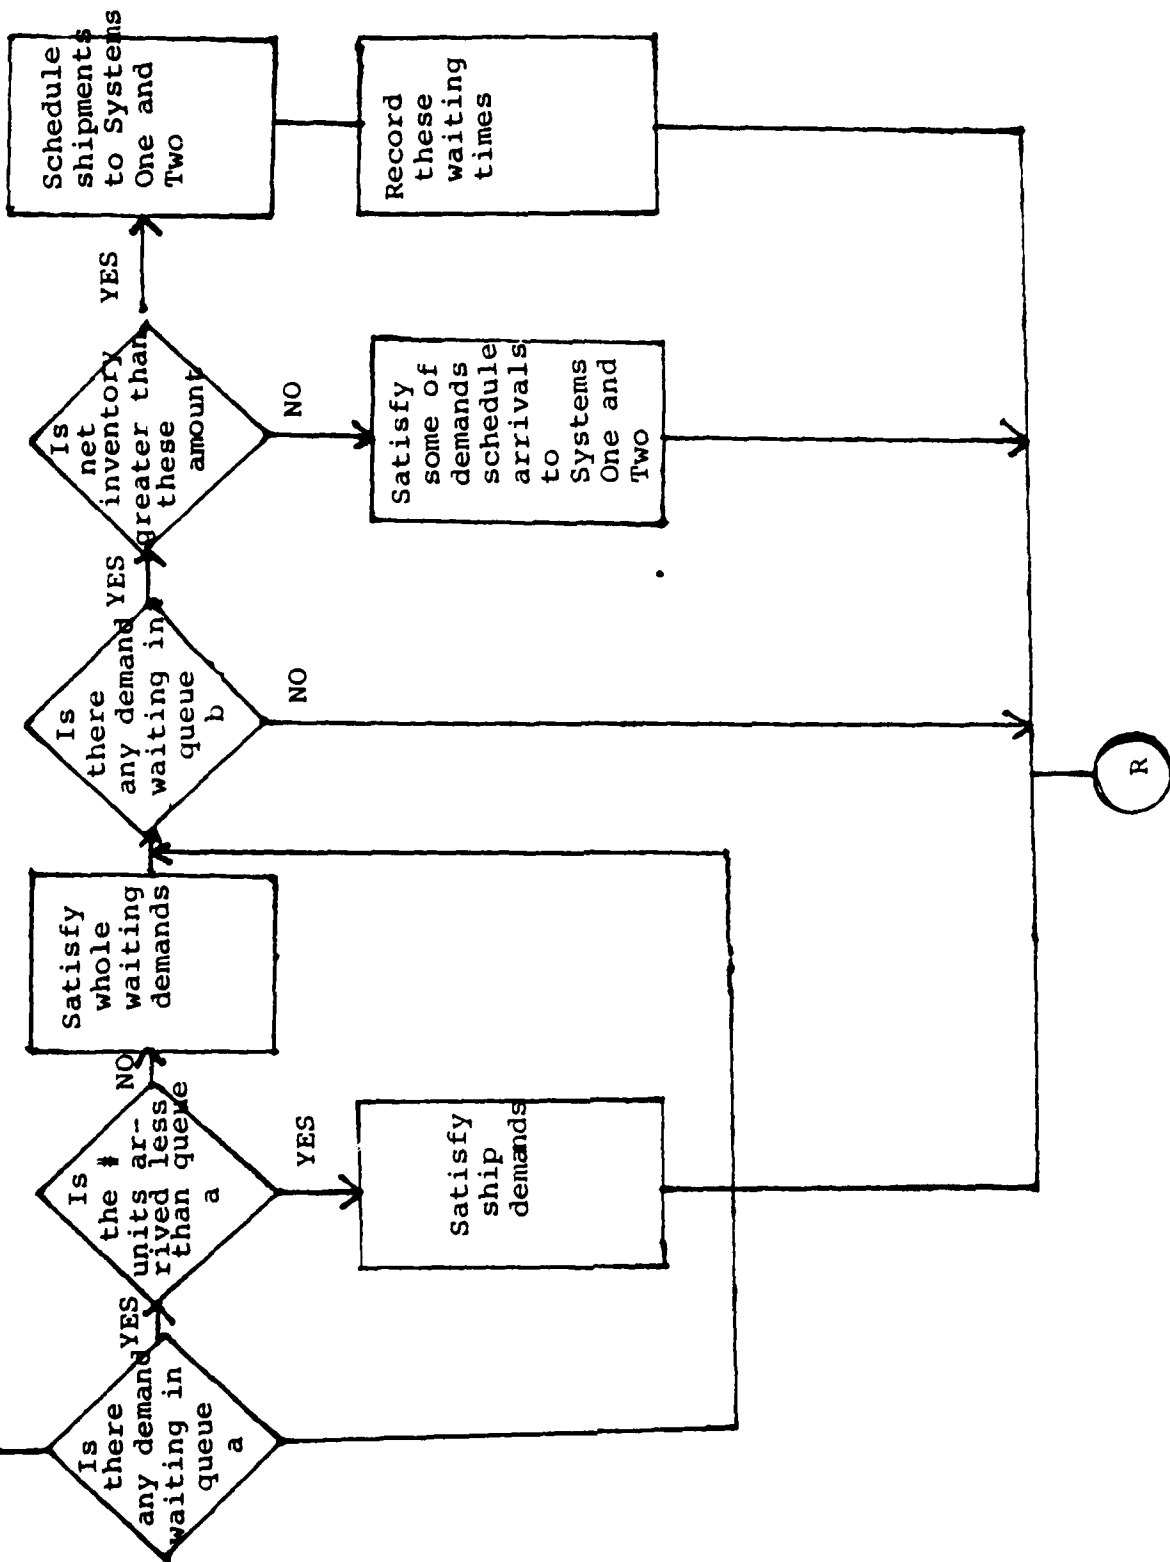 Is
there
any demand
waiting in
queue
a
YES
Is
the #
units ar-
rived less
than queue
a
NO
YES
Satisfy
ship
demands
Satisfy
whole
waiting
demands
Is
there
any demand
waiting in
queue
b
YES
NO
Is
net
inventory
greater than
these
amount
YES
NO
Satisfy
some of
demands
schedule
arrivals
to
Systems
One and
Two
Schedule
shipments
to Systems
One and
Two
Record
these
waiting
times
R